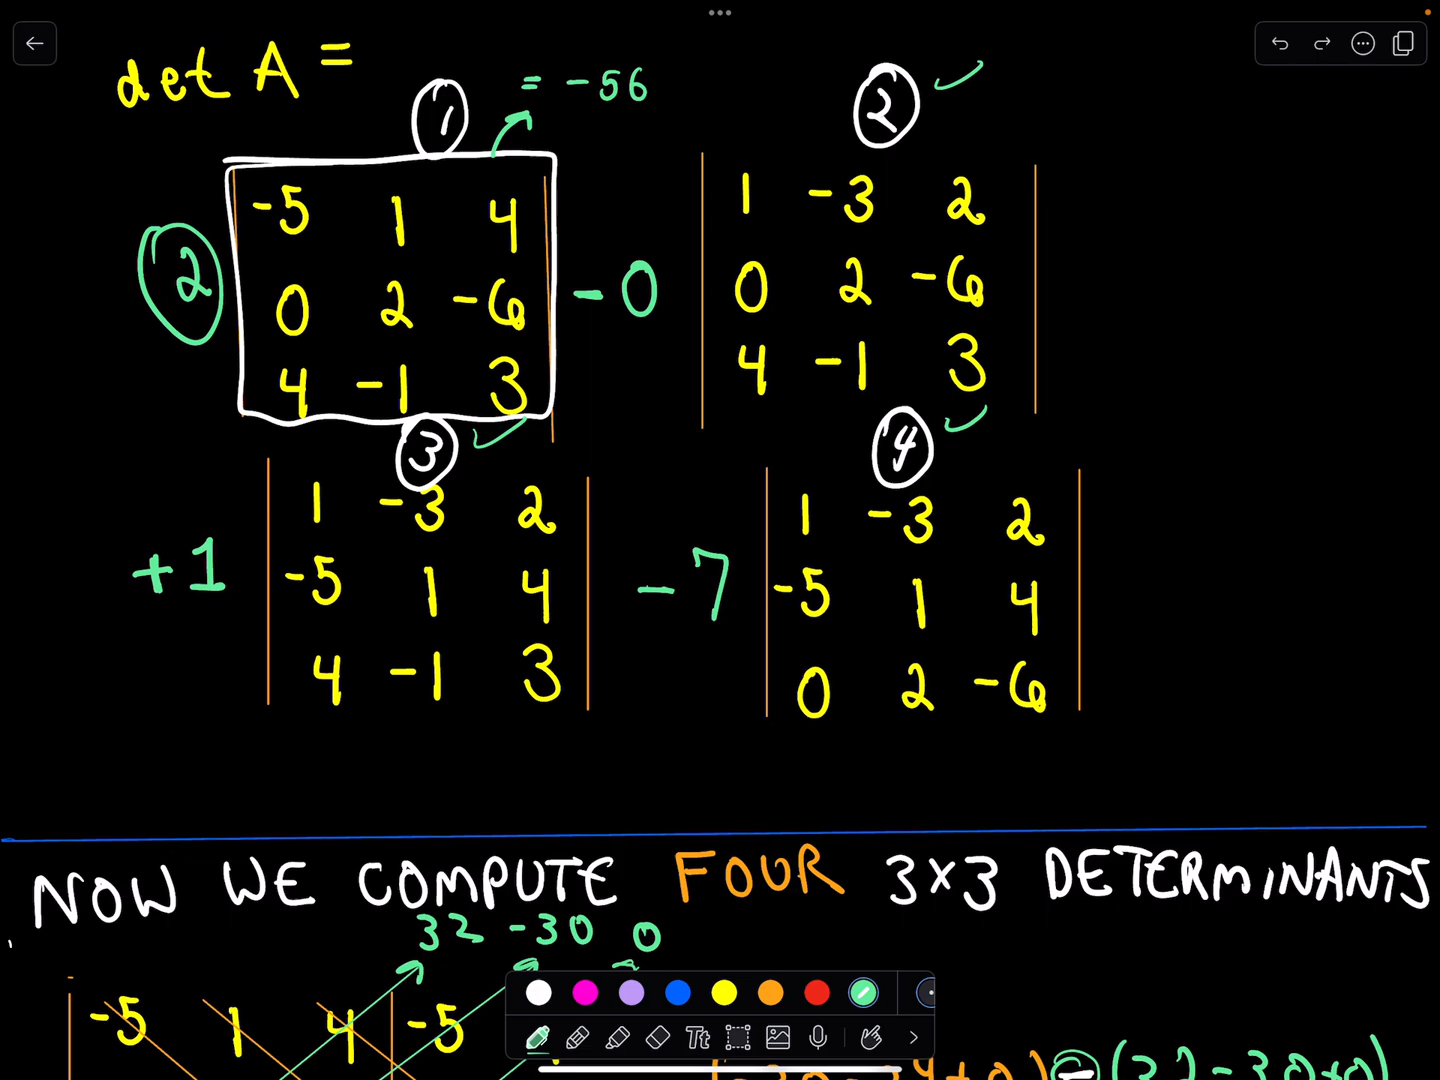 det A =
1 = -56 2
-5 1 4 1 -3 2
2 0 2 -6 -0 0 2 -6
4 -1 3 4 -1 3
3 4
1 -3 2 1 -3 2
+1 -5 1 4 -7 -5 1 4
4 -1 3 0 2 -6
NOW WE COMPUTE FOUR 3×3 DETERMINANTS
32 -30 0
-5 1 4 -5
Tt